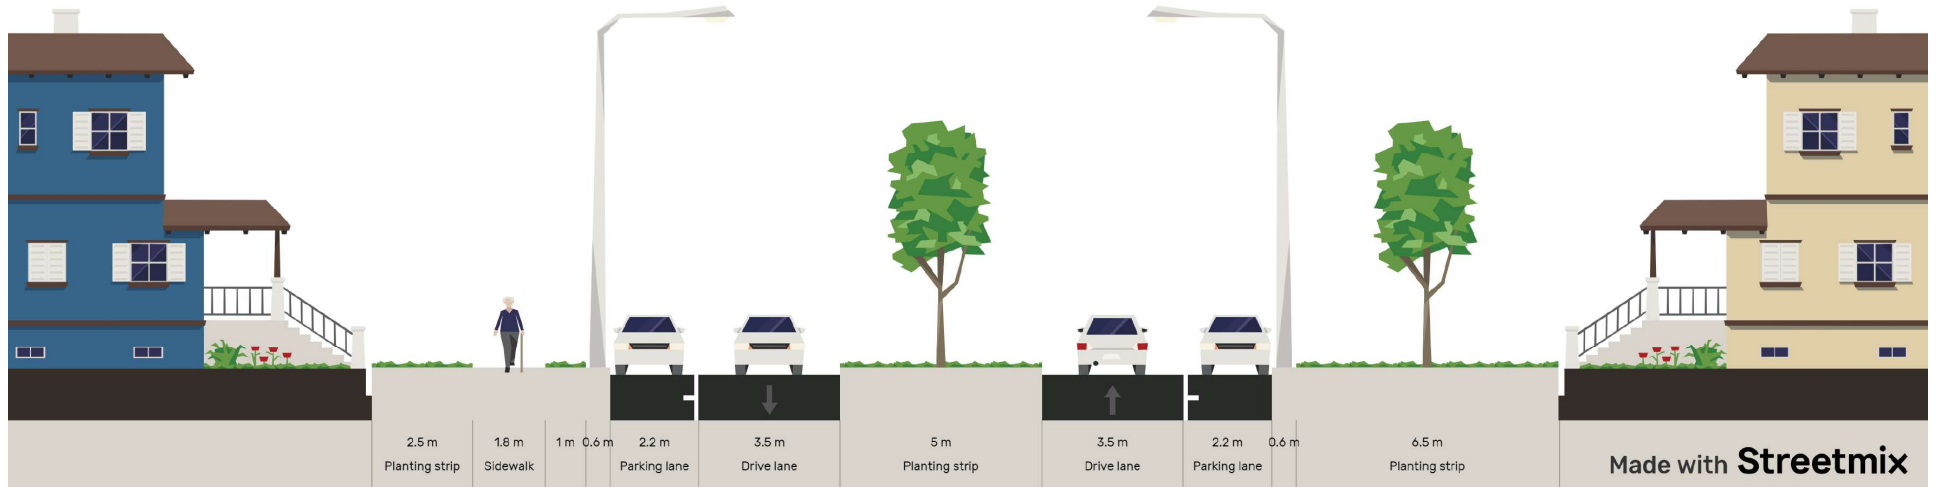 2.5 m
Planting strip
1.8 m
Sidewalk
1 m
0.6 m
2.2 m
Parking lane
3.5 m
Drive lane
5 m
Planting strip
3.5 m
Drive lane
2.2 m
Parking lane
0.6 m
6.5 m
Planting strip
Made with Streetmix